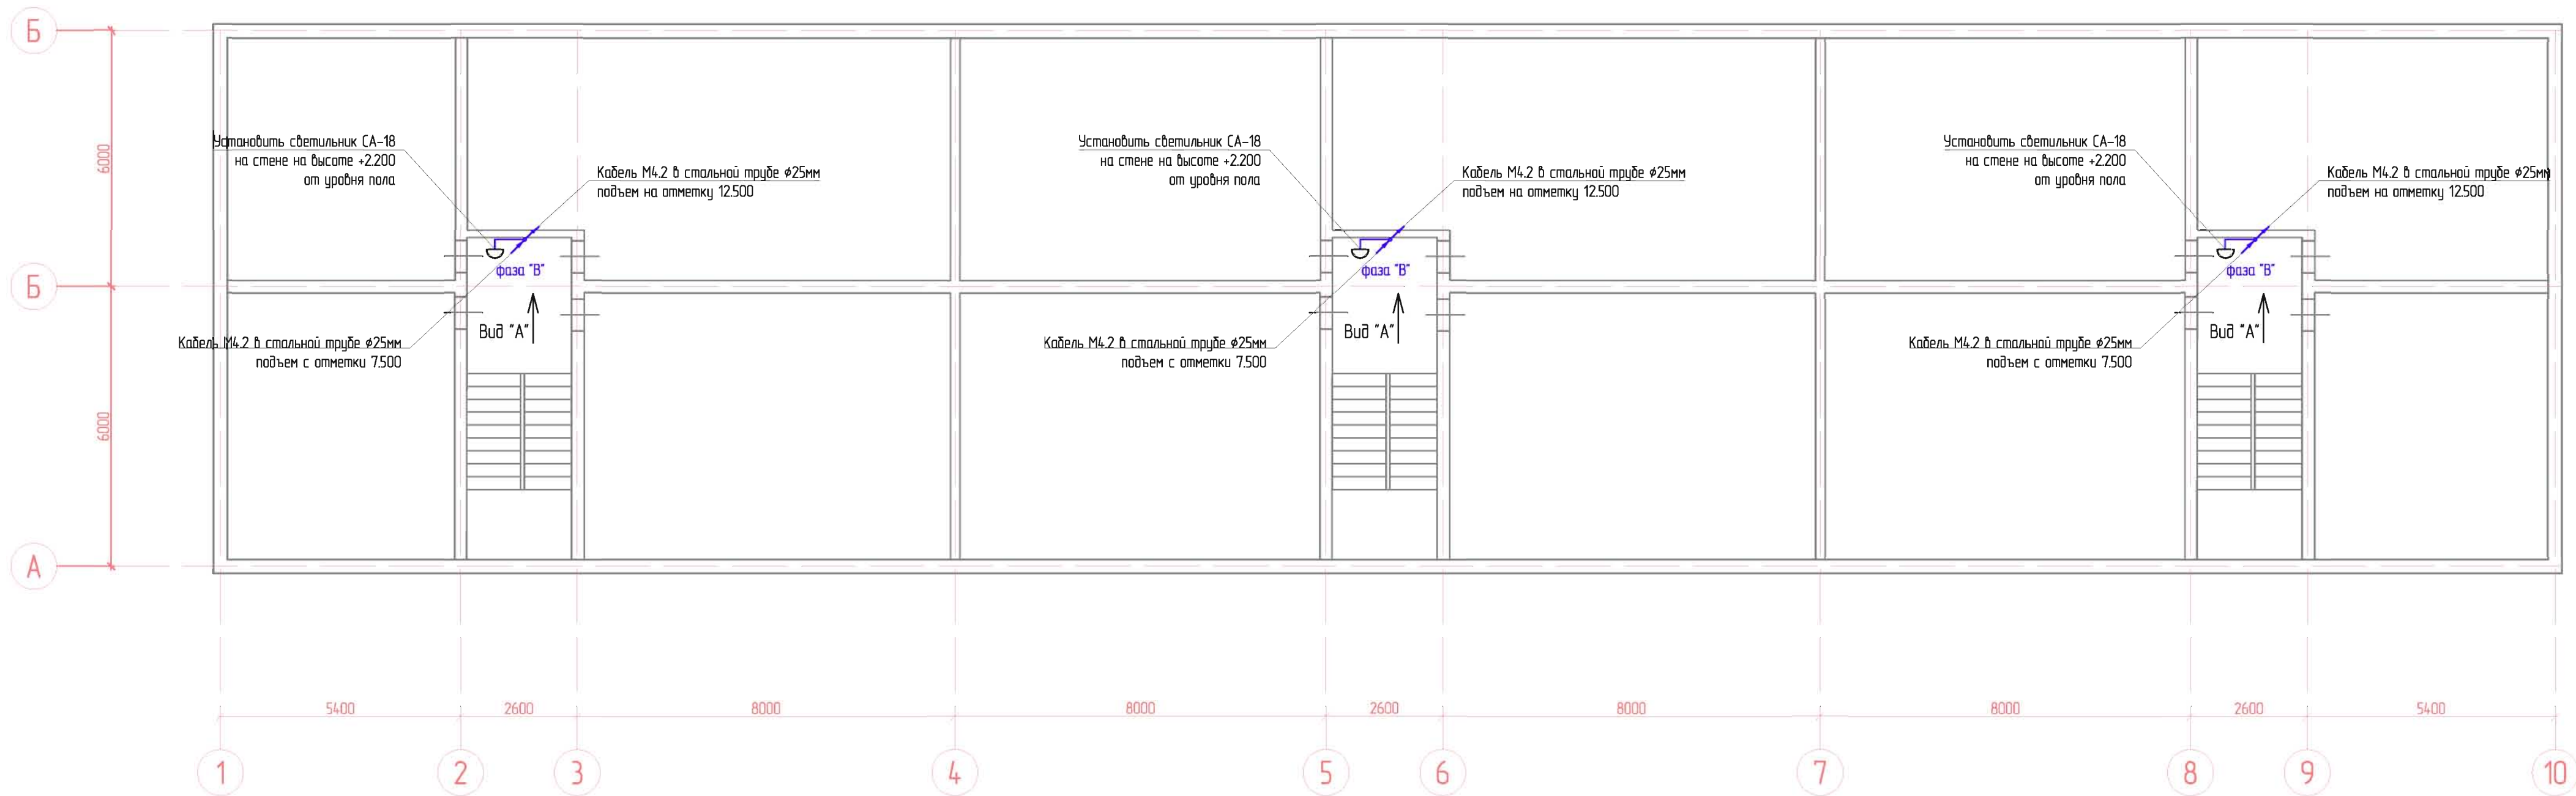 Б
Б
А
6000
6000
Установить светильник СА-18
на стене на высоте +2.200
от уровня пола
Кабель М4.2 в стальной трубе ø25мм
подъем на отметку 12.500
фаза "В"
Вид "А"
Кабель М4.2 в стальной трубе ø25мм
подъем с отметки 7.500
Установить светильник СА-18
на стене на высоте +2.200
от уровня пола
Кабель М4.2 в стальной трубе ø25мм
подъем на отметку 12.500
фаза "В"
Вид "А"
Кабель М4.2 в стальной трубе ø25мм
подъем с отметки 7.500
Установить светильник СА-18
на стене на высоте +2.200
от уровня пола
Кабель М4.2 в стальной трубе ø25мм
подъем на отметку 12.500
фаза "В"
Вид "А"
Кабель М4.2 в стальной трубе ø25мм
подъем с отметки 7.500
5400 2600 8000 8000 2600 8000 8000 2600 5400
1 2 3 4 5 6 7 8 9 10